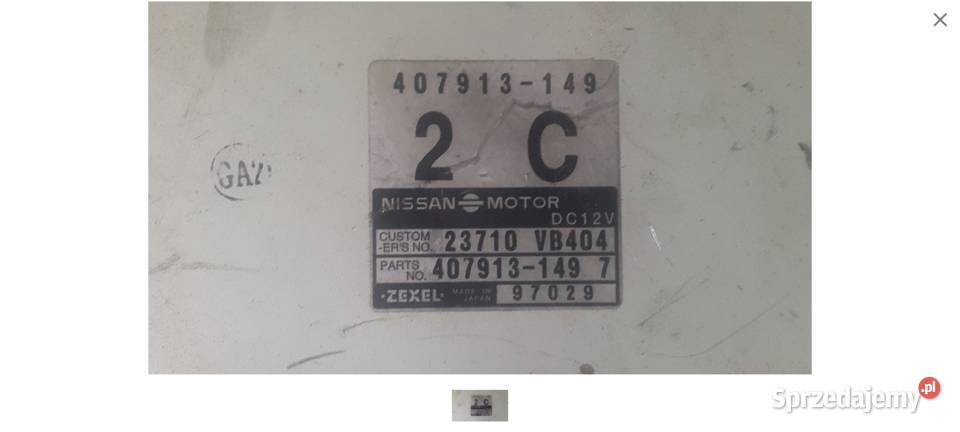 407913-149
2 C
NISSAN MOTOR
DC12V
CUSTOM
-ER'S NO. 23710 VB404
PARTS
NO. 407913-149 7
·ZEXEL· MADE IN
JAPAN 97029
GAZ
Sprzedajemy.pl